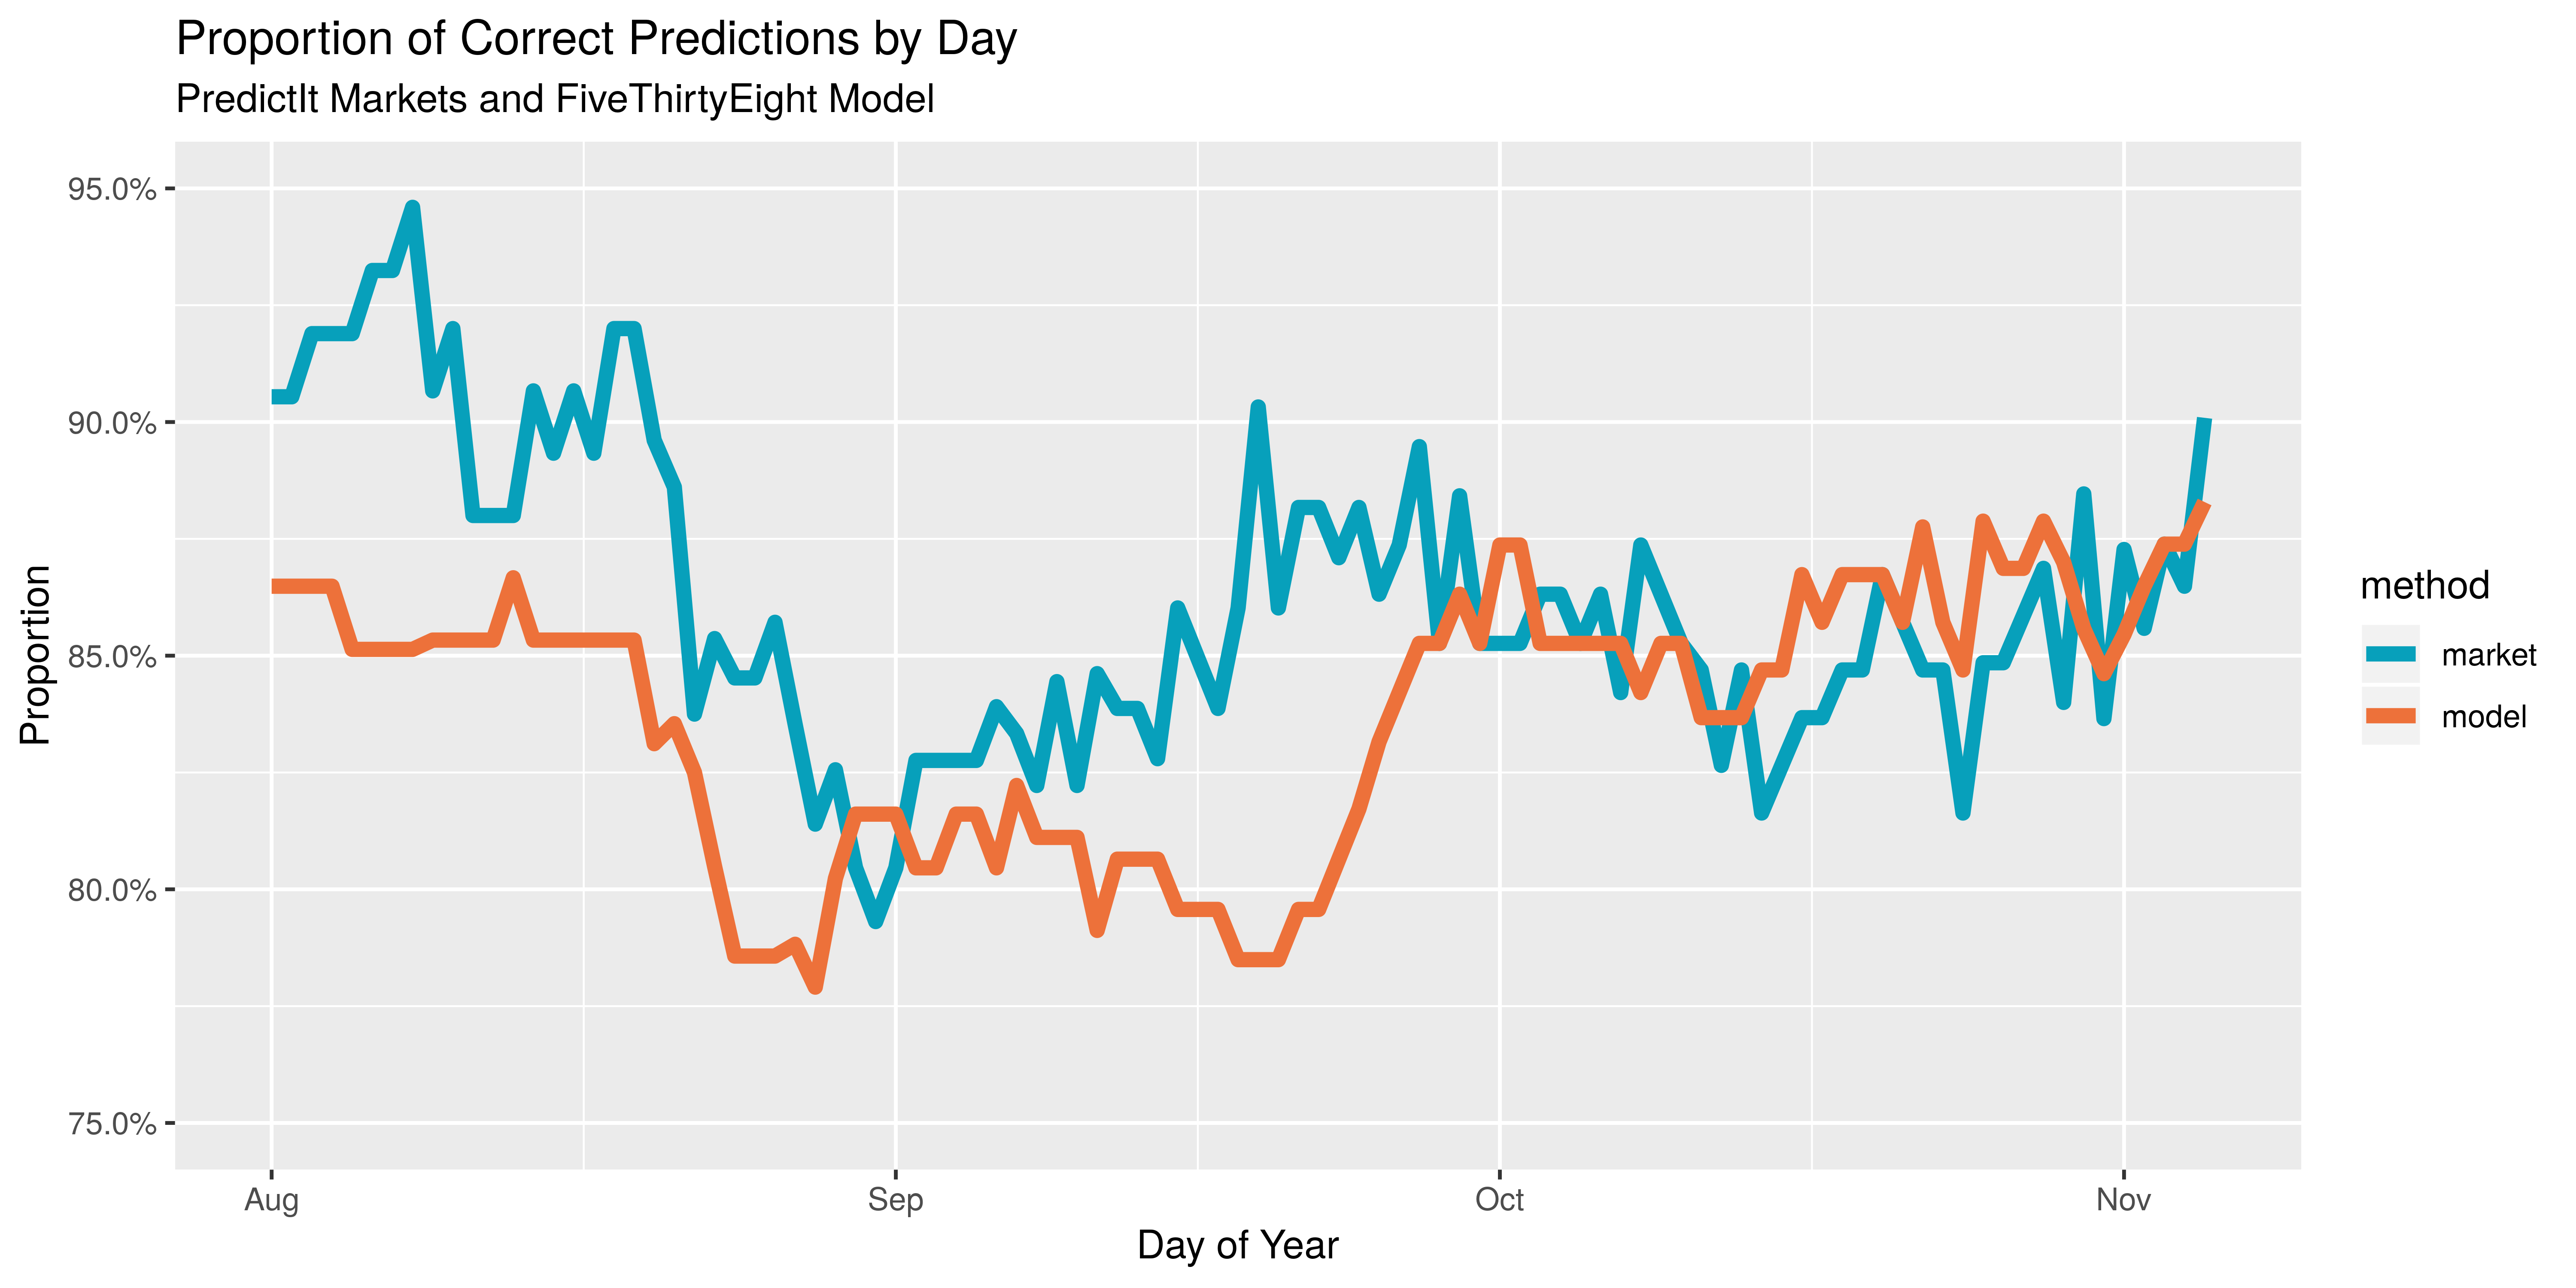 Proportion of Correct Predictions by Day
PredictIt Markets and FiveThirtyEight Model
95.0%
90.0%
85.0%
80.0%
75.0%
Proportion
Aug
Sep
Oct
Nov
Day of Year
method
market
model